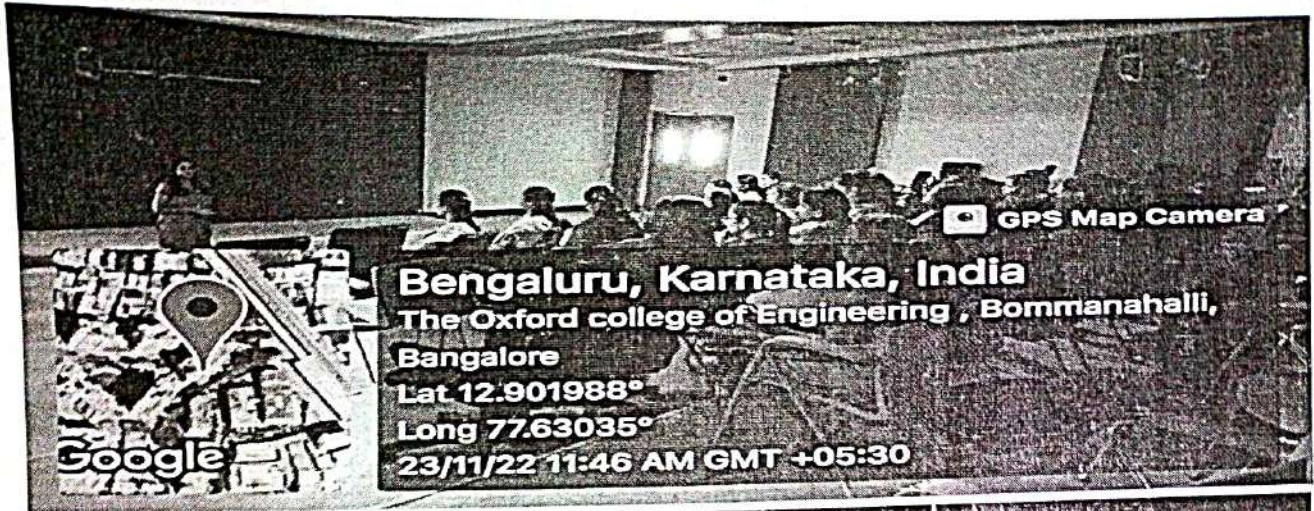 GPS Map Camera
Bengaluru, Karnataka, India
The Oxford college of Engineering , Bommanahalli,
Bangalore
Lat 12.901988°
Long 77.63035°
23/11/22 11:46 AM GMT +05:30
Google